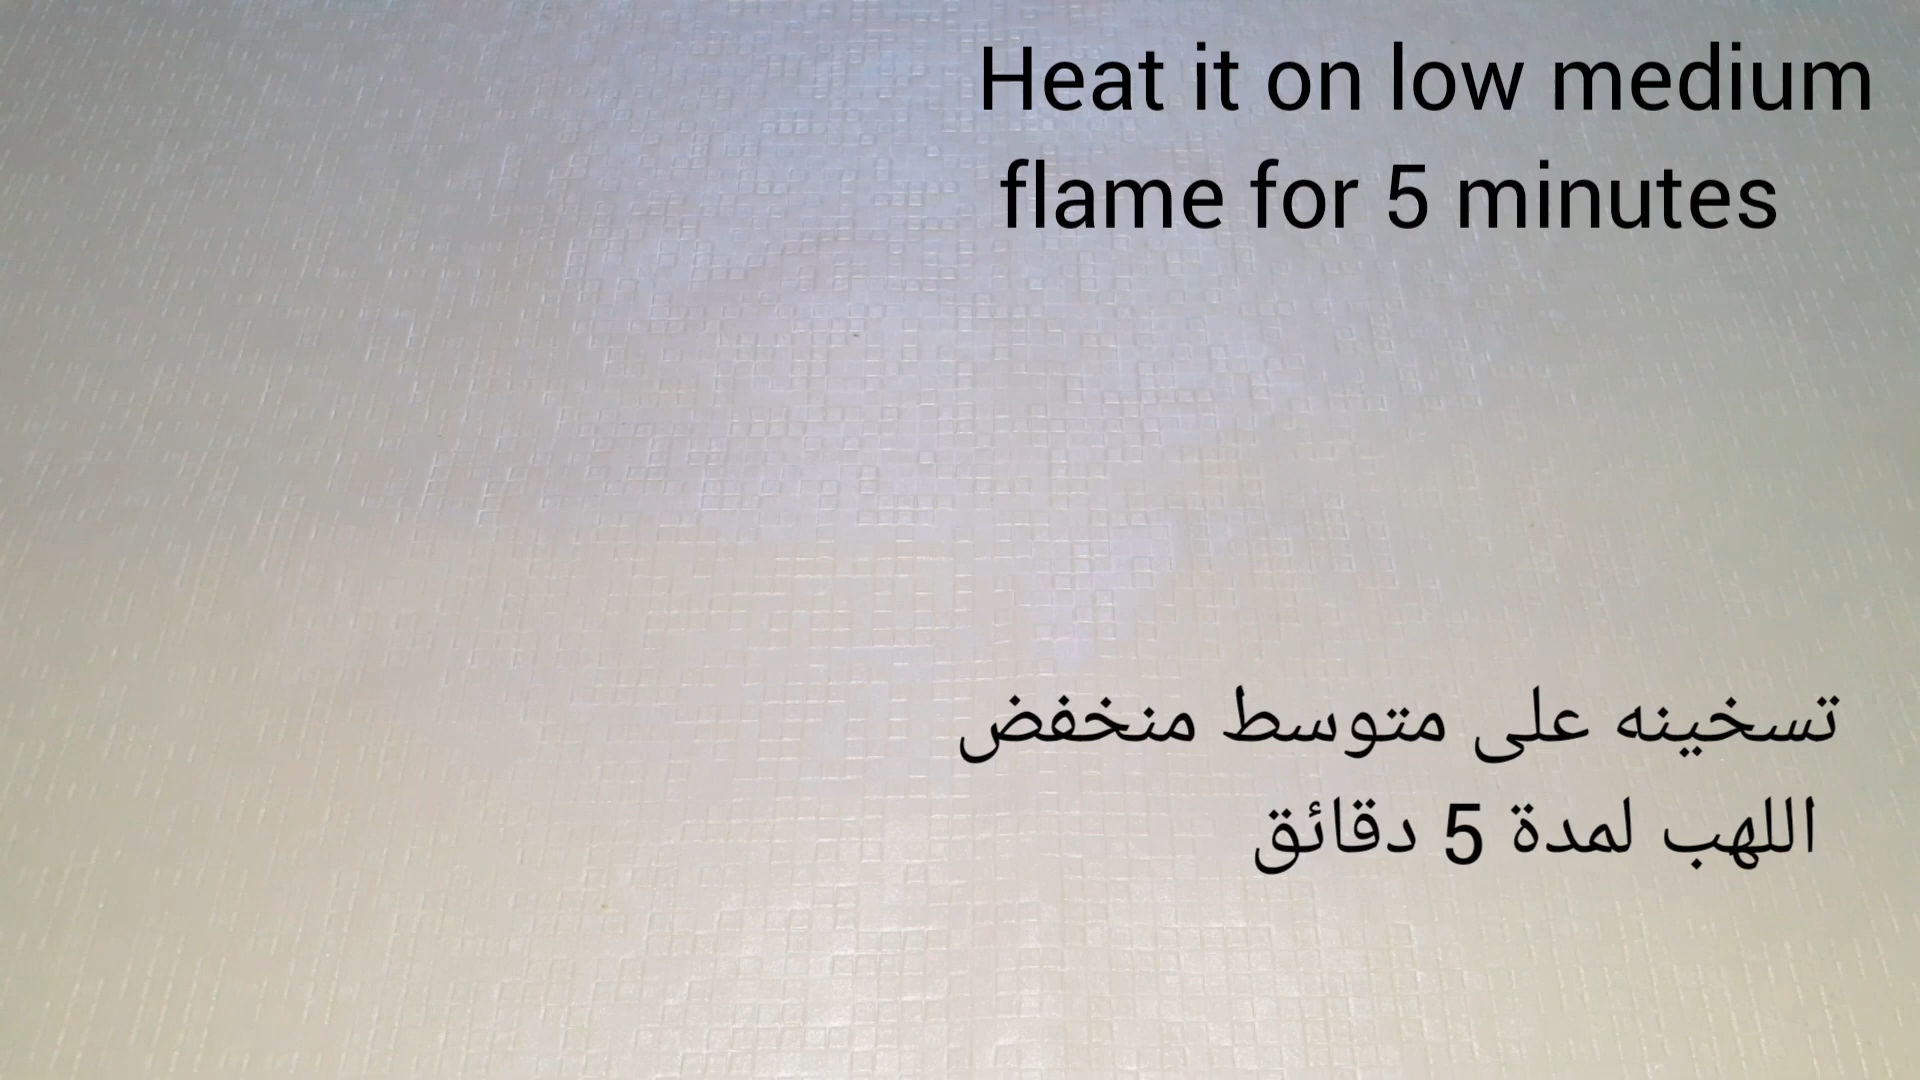 Heat it on low medium
flame for 5 minutes
تسخينه على متوسط منخفض
اللهب لمدة 5 دقائق